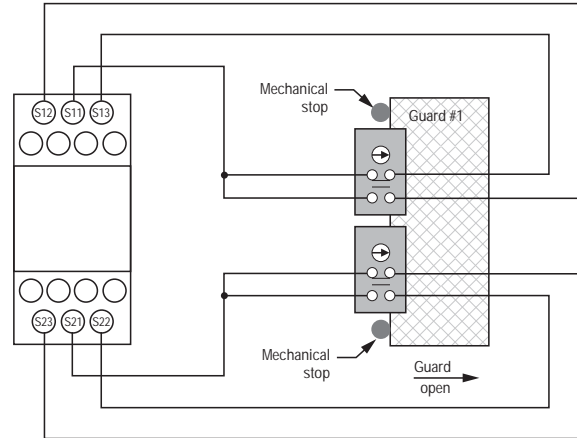 S12 S11 S13
Mechanical
stop
Guard #1
S23 S21 S22
Mechanical
stop
Guard
open